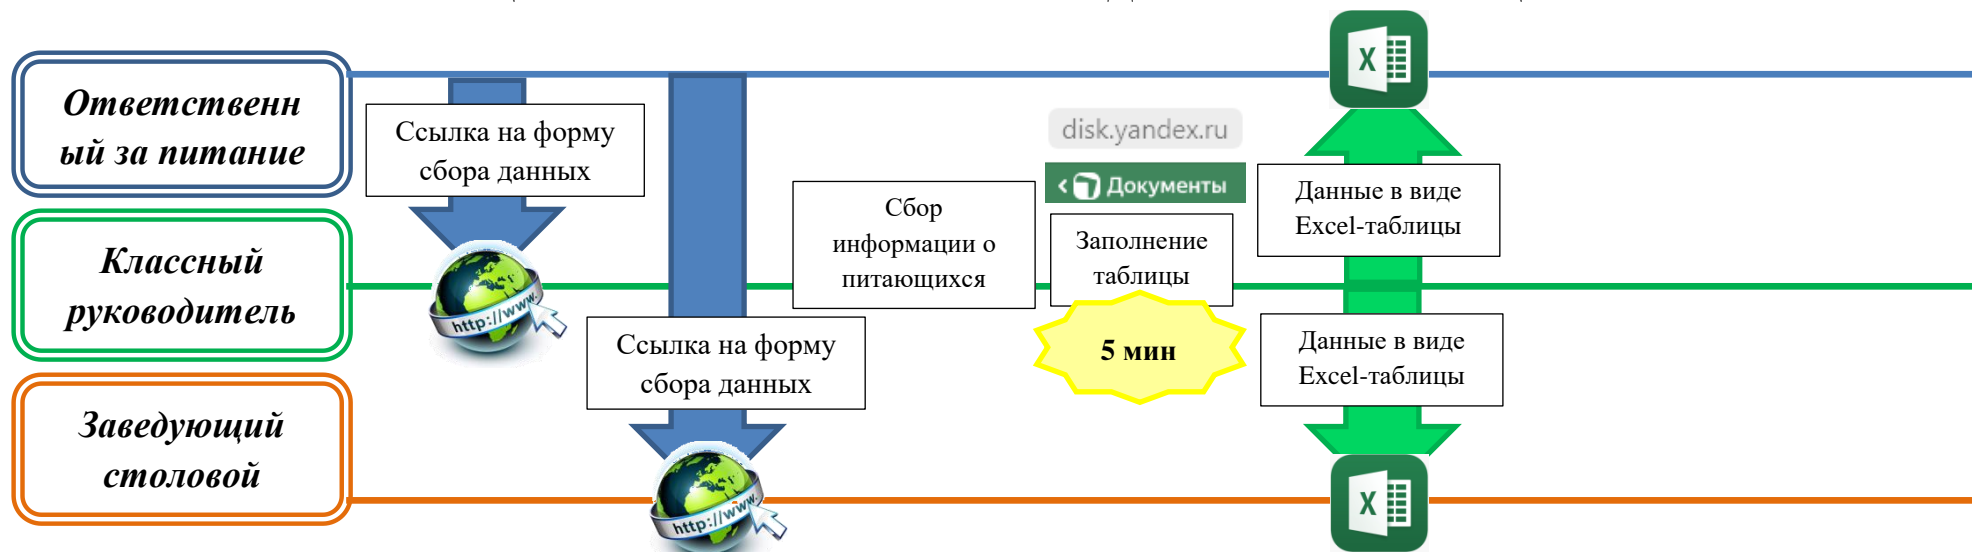 Ответственн
ый за питание
Ссылка на форму
сбора данных
Классный
руководитель
http://www.
Ссылка на форму
сбора данных
Заведующий
столовой
http://www.
Сбор
информации о
питающихся
disk.yandex.ru
‹ Документы
Заполнение
таблицы
5 мин
X
Данные в виде
Excel-таблицы
Данные в виде
Excel-таблицы
X